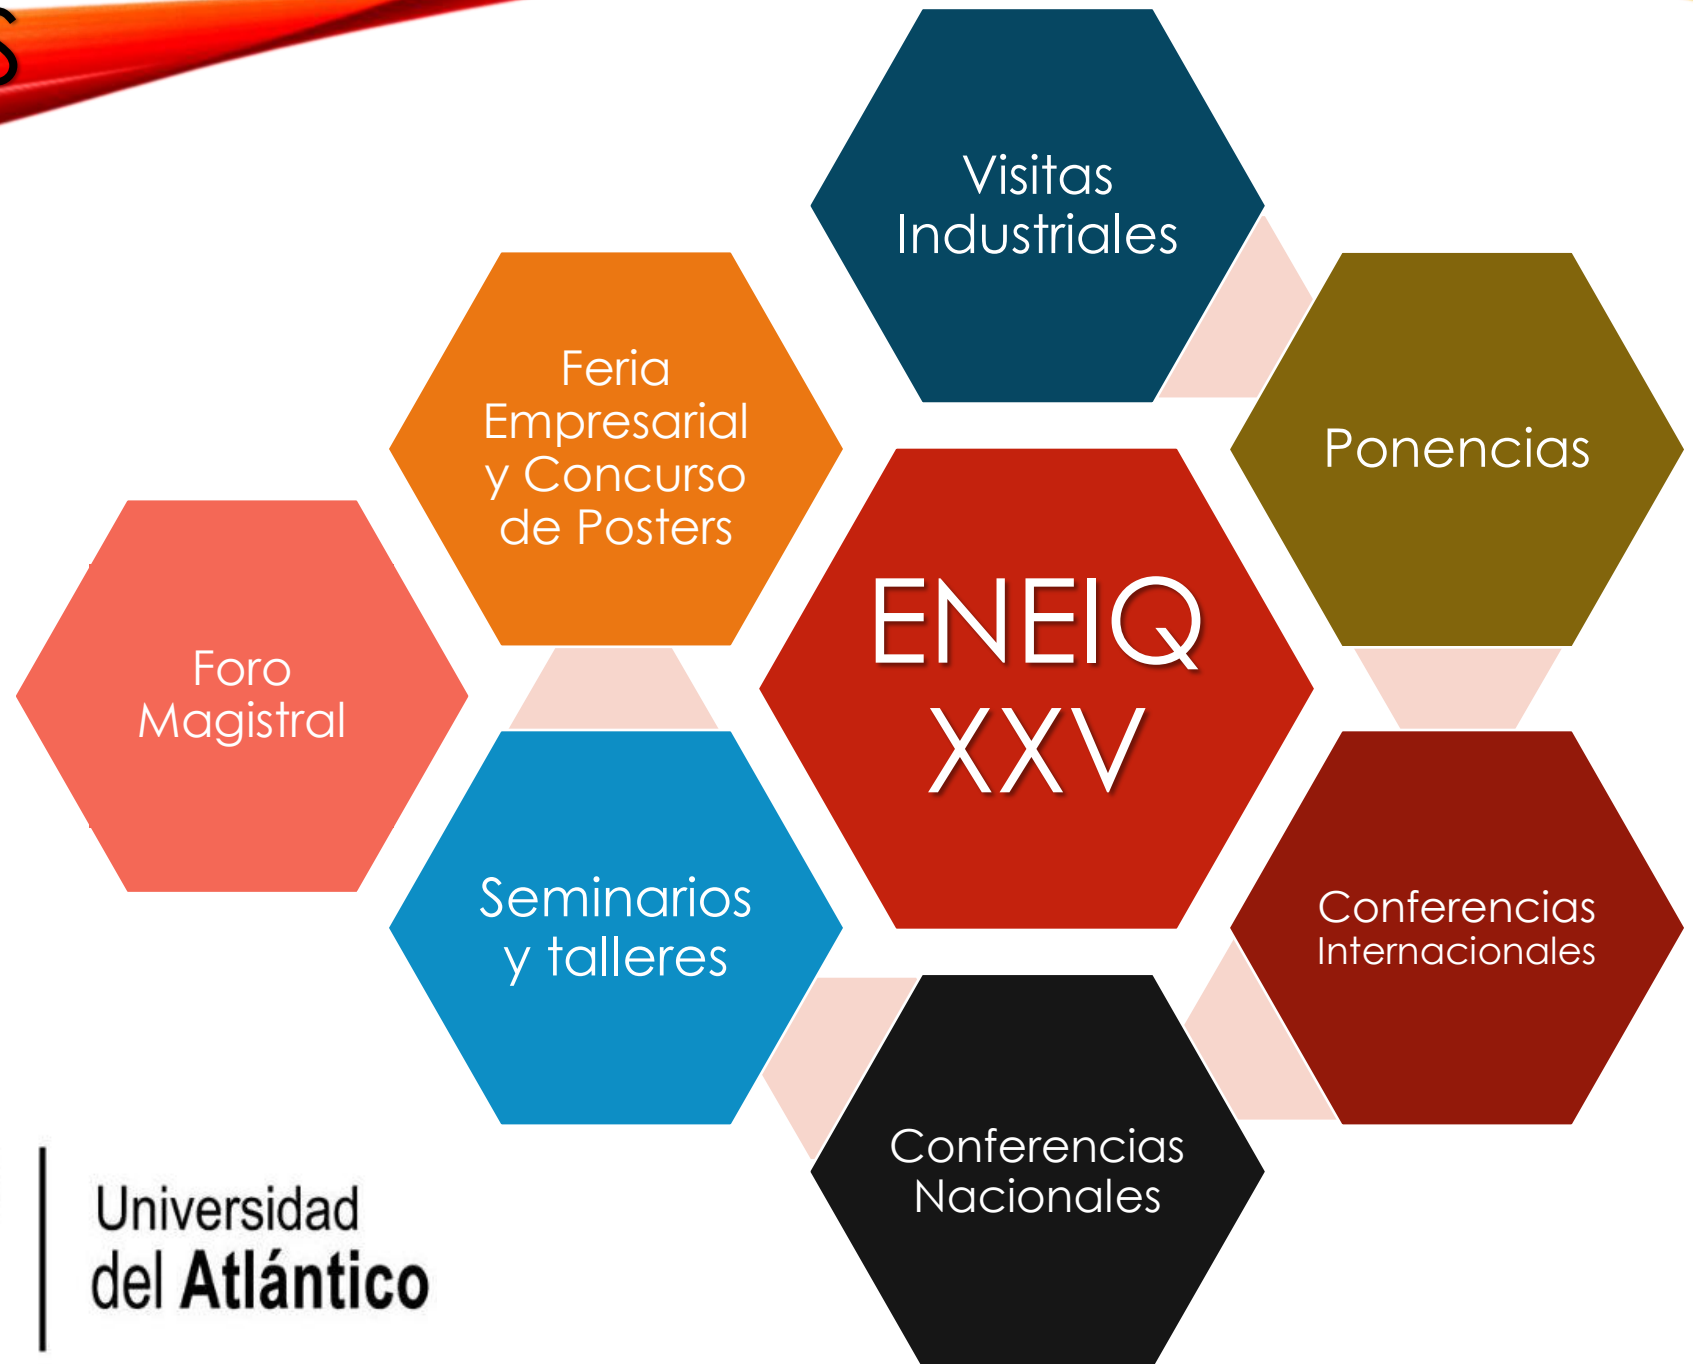 S
Visitas
Industriales
Feria
Empresarial
y Concurso
de Posters
Ponencias
ENEIQ
XXV
Foro
Magistral
Seminarios
y talleres
Conferencias
Internacionales
Conferencias
Nacionales
Universidad
del Atlántico